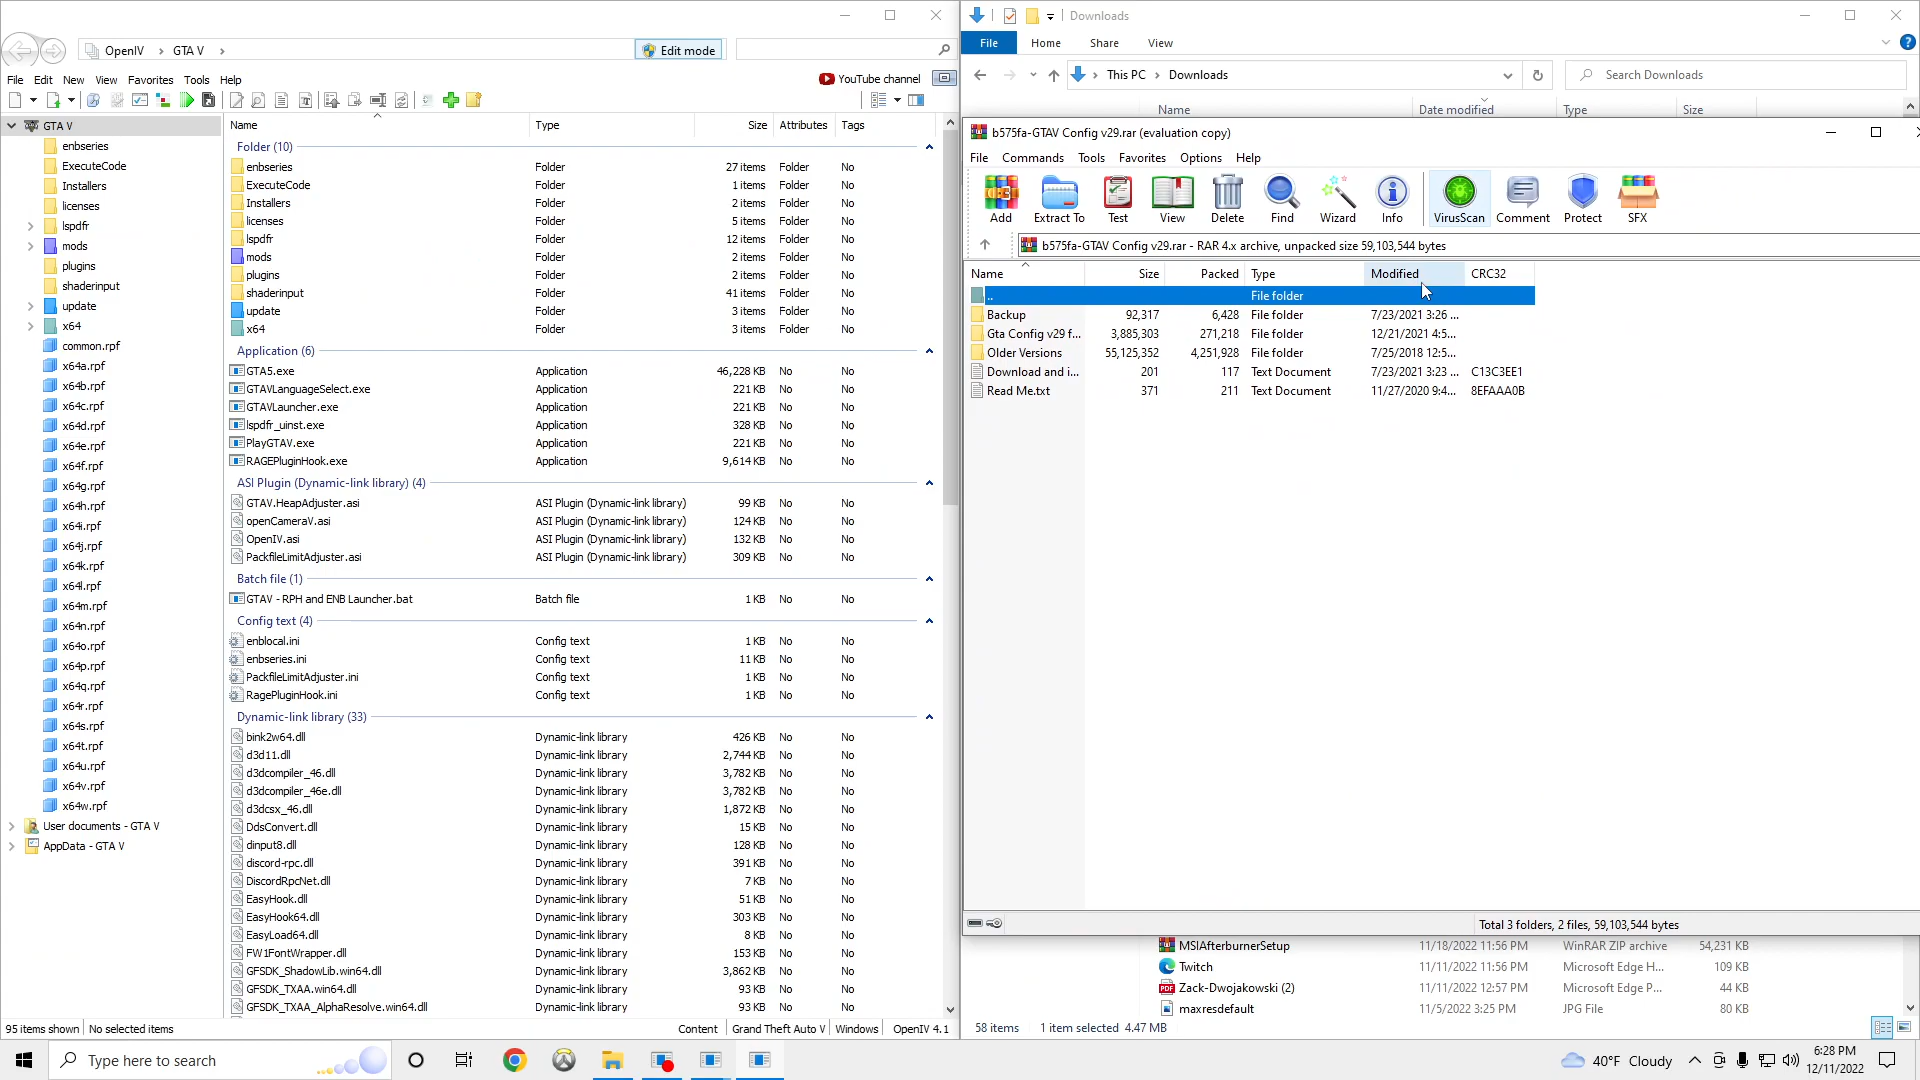 OpenIV > GTA V >
Edit mode
File Edit New View Favorites Tools Help
YouTube channel
Name Type Size Attributes Tags
GTA V
enbseries
ExecuteCode
Installers
licenses
lspdfr
mods
plugins
shaderinput
update
x64
common.rpf
x64a.rpf
x64b.rpf
x64c.rpf
x64d.rpf
x64e.rpf
x64f.rpf
x64g.rpf
x64h.rpf
x64i.rpf
x64j.rpf
x64k.rpf
x64l.rpf
x64m.rpf
x64n.rpf
x64o.rpf
x64p.rpf
x64q.rpf
x64r.rpf
x64s.rpf
x64t.rpf
x64u.rpf
x64v.rpf
x64w.rpf
User documents - GTA V
AppData - GTA V
Folder (10)
enbseries Folder 27 items Folder No
ExecuteCode Folder 1 items Folder No
Installers Folder 2 items Folder No
licenses Folder 5 items Folder No
lspdfr Folder 12 items Folder No
mods Folder 2 items Folder No
plugins Folder 2 items Folder No
shaderinput Folder 41 items Folder No
update Folder 3 items Folder No
x64 Folder 3 items Folder No
Application (6)
GTA5.exe Application 46,228 KB No No
GTAVLanguageSelect.exe Application 221 KB No No
GTAVLauncher.exe Application 221 KB No No
lspdfr_uinst.exe Application 328 KB No No
PlayGTAV.exe Application 221 KB No No
RAGEPluginHook.exe Application 9,614 KB No No
ASI Plugin (Dynamic-link library) (4)
GTAV.HeapAdjuster.asi ASI Plugin (Dynamic-link library) 99 KB No No
openCameraV.asi ASI Plugin (Dynamic-link library) 124 KB No No
OpenIV.asi ASI Plugin (Dynamic-link library) 132 KB No No
PackfileLimitAdjuster.asi ASI Plugin (Dynamic-link library) 309 KB No No
Batch file (1)
GTAV - RPH and ENB Launcher.bat Batch file 1 KB No No
Config text (4)
enblocal.ini Config text 1 KB No No
enbseries.ini Config text 11 KB No No
PackfileLimitAdjuster.ini Config text 1 KB No No
RagePluginHook.ini Config text 1 KB No No
Dynamic-link library (33)
bink2w64.dll Dynamic-link library 426 KB No No
d3d11.dll Dynamic-link library 2,744 KB No No
d3dcompiler_46.dll Dynamic-link library 3,782 KB No No
d3dcompiler_46e.dll Dynamic-link library 3,782 KB No No
d3dcsx_46.dll Dynamic-link library 1,872 KB No No
DdsConvert.dll Dynamic-link library 15 KB No No
dinput8.dll Dynamic-link library 128 KB No No
discord-rpc.dll Dynamic-link library 391 KB No No
DiscordRpcNet.dll Dynamic-link library 7 KB No No
EasyHook.dll Dynamic-link library 51 KB No No
EasyHook64.dll Dynamic-link library 303 KB No No
EasyLoad64.dll Dynamic-link library 8 KB No No
FW1FontWrapper.dll Dynamic-link library 153 KB No No
GFSDK_ShadowLib.win64.dll Dynamic-link library 3,862 KB No No
GFSDK_TXAA.win64.dll Dynamic-link library 93 KB No No
GFSDK_TXAA_AlphaResolve.win64.dll Dynamic-link library 93 KB No No
95 items shown No selected items Content Grand Theft Auto V Windows OpenIV 4.1
Downloads
File Home Share View
This PC > Downloads
Search Downloads
Name Date modified Type Size
b575fa-GTAV Config v29.rar (evaluation copy)
File Commands Tools Favorites Options Help
Add Extract To Test View Delete Find Wizard Info VirusScan Comment Protect SFX
b575fa-GTAV Config v29.rar - RAR 4.x archive, unpacked size 59,103,544 bytes
Name Size Packed Type Modified CRC32
.. File folder
Backup 92,317 6,428 File folder 7/23/2021 3:26 ...
Gta Config v29 f... 3,885,303 271,218 File folder 12/21/2021 4:5...
Older Versions 55,125,352 4,251,928 File folder 7/25/2018 12:5...
Download and i... 201 117 Text Document 7/23/2021 3:23 ... C13C3EE1
Read Me.txt 371 211 Text Document 11/27/2020 9:4... 8EFAAA0B
Total 3 folders, 2 files, 59,103,544 bytes
MSIAfterburnerSetup 11/18/2022 11:56 PM WinRAR ZIP archive 54,231 KB
Twitch 11/11/2022 11:56 PM Microsoft Edge H... 109 KB
Zack-Dwojakowski (2) 11/11/2022 12:57 PM Microsoft Edge P... 44 KB
maxresdefault 11/5/2022 3:25 PM JPG File 80 KB
58 items 1 item selected 4.47 MB
Type here to search
40°F Cloudy
6:28 PM
12/11/2022